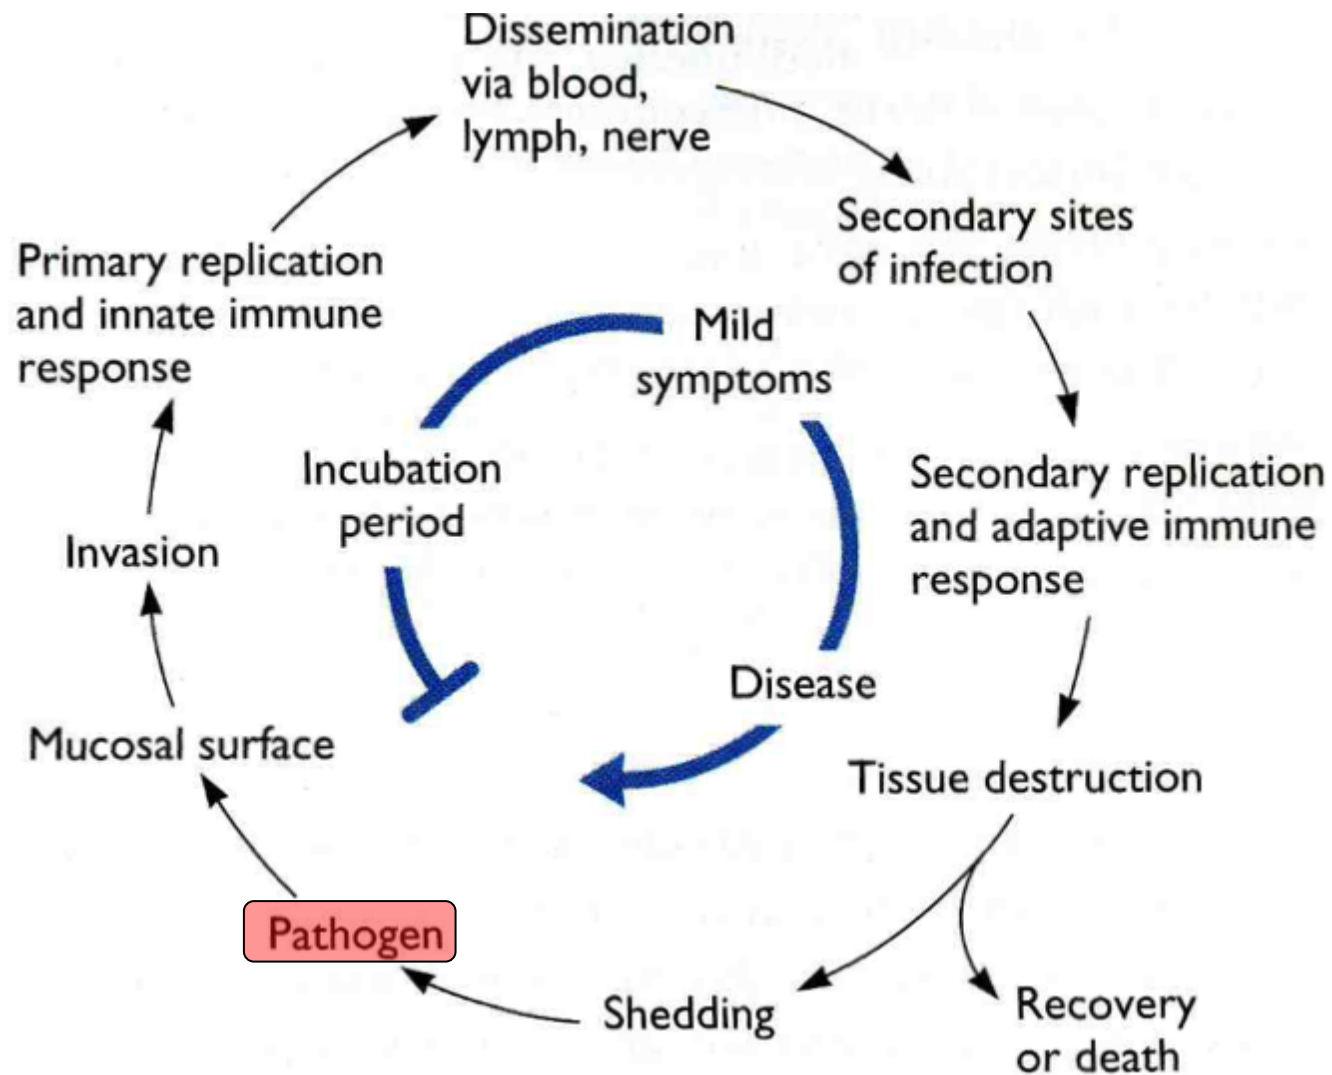 Dissemination
via blood,
lymph, nerve
Secondary sites
of infection
Primary replication
and innate immune
response
Mild
symptoms
Incubation
period
Secondary replication
and adaptive immune
response
Invasion
Disease
Mucosal surface
Tissue destruction
Pathogen
Shedding
Recovery
or death